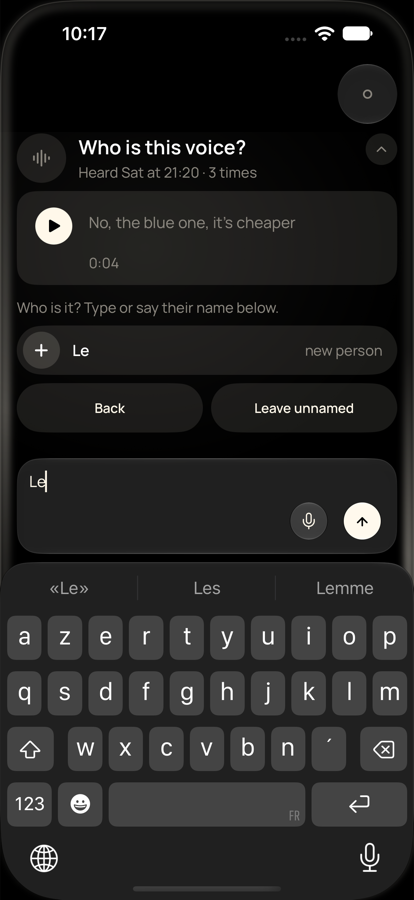 10:17
Who is this voice?
Heard Sat at 21:20 · 3 times
No, the blue one, it's cheaper
0:04
Who is it? Type or say their name below.
Le new person
Back Leave unnamed
Le
«Le» Les Lemme
a z e r t y u i o p
q s d f g h j k l m
w x c v b n ´
123 FR